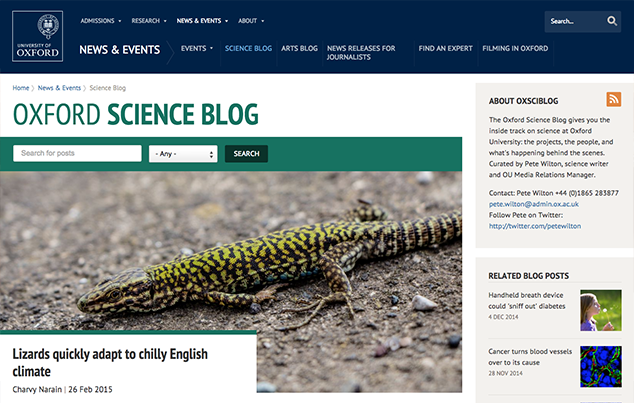 UNIVERSITY OF
OXFORD
ADMISSIONS RESEARCH NEWS & EVENTS ABOUT
Search...
NEWS & EVENTS
EVENTS SCIENCE BLOG ARTS BLOG NEWS RELEASES FOR
JOURNALISTS
FIND AN EXPERT FILMING IN OXFORD
Home > News & Events > Science Blog
OXFORD SCIENCE BLOG
Search for posts - Any - SEARCH
Lizards quickly adapt to chilly English
climate
Charvy Narain | 26 Feb 2015
ABOUT OXSCIBLOG
The Oxford Science Blog gives you the
inside track on science at Oxford
University: the projects, the people, and
what's happening behind the scenes.
Curated by Pete Wilton, science writer
and OU Media Relations Manager.
Contact: Pete Wilton +44 (0)1865 283877
pete.wilton@admin.ox.ac.uk
Follow Pete on Twitter:
http://twitter.com/petewilton
RELATED BLOG POSTS
Handheld breath device
could 'sniff out' diabetes
4 DEC 2014
Cancer turns blood vessels
over to its cause
28 NOV 2014